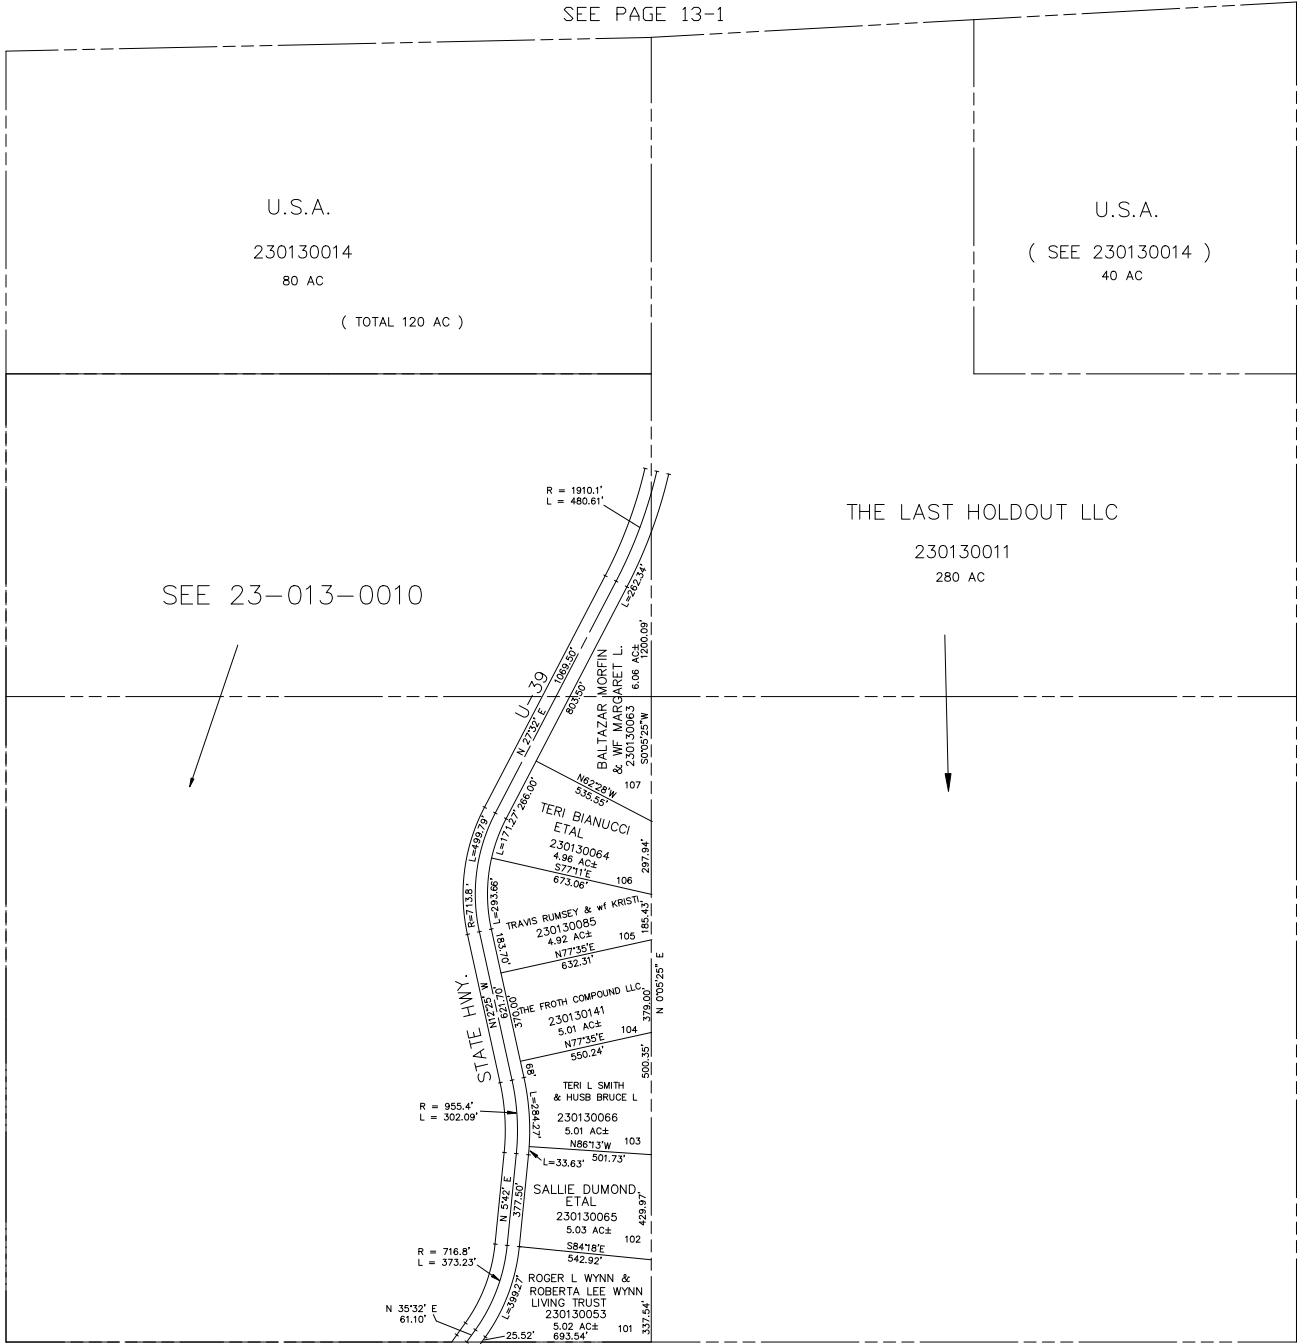 SEE PAGE 13-1
U.S.A.
230130014
80 AC
( TOTAL 120 AC )
U.S.A.
( SEE 230130014 )
40 AC
R = 1910.1'
L = 480.61'
THE LAST HOLDOUT LLC
230130011
280 AC
SEE 23-013-0010
L=262.34'
1200.09'
6.06 AC±
BALTAZAR MORFIN
& WF MARGARET L.
230130063
S0°05'25"W
107
U-39
1069.50'
N 27°32' E
803.50'
N62°28'W
535.55'
266.00'
L=171.27'
L=499.79'
R=713.8'
TERI BIANUCCI
ETAL
230130064
4.96 AC±
S77°11'E
673.06'
106
297.94'
L=293.66'
TRAVIS RUMSEY & wf KRISTI
230130085
4.92 AC±
N77°35'E
632.31'
105
185.43'
183.70'
N 0°05'25" E
STATE HWY.
N12°25' W
621.70'
370.00'
THE FROTH COMPOUND LLC
230130141
5.01 AC±
N77°35'E
550.24'
104
379.00'
500.35'
68'
TERI L SMITH
& HUSB BRUCE L
230130066
5.01 AC±
N86°13'W
501.73'
103
L=284.27'
R = 955.4'
L = 302.09'
L=33.63'
SALLIE DUMOND
ETAL
230130065
5.03 AC±
S84°18'E
542.92'
102
429.97'
N 5°42' E
377.50'
R = 716.8'
L = 373.23'
L=399.27'
ROGER L WYNN &
ROBERTA LEE WYNN
LIVING TRUST
230130053
5.02 AC±
693.54'
101
337.54'
N 35°32' E
61.10'
25.52'